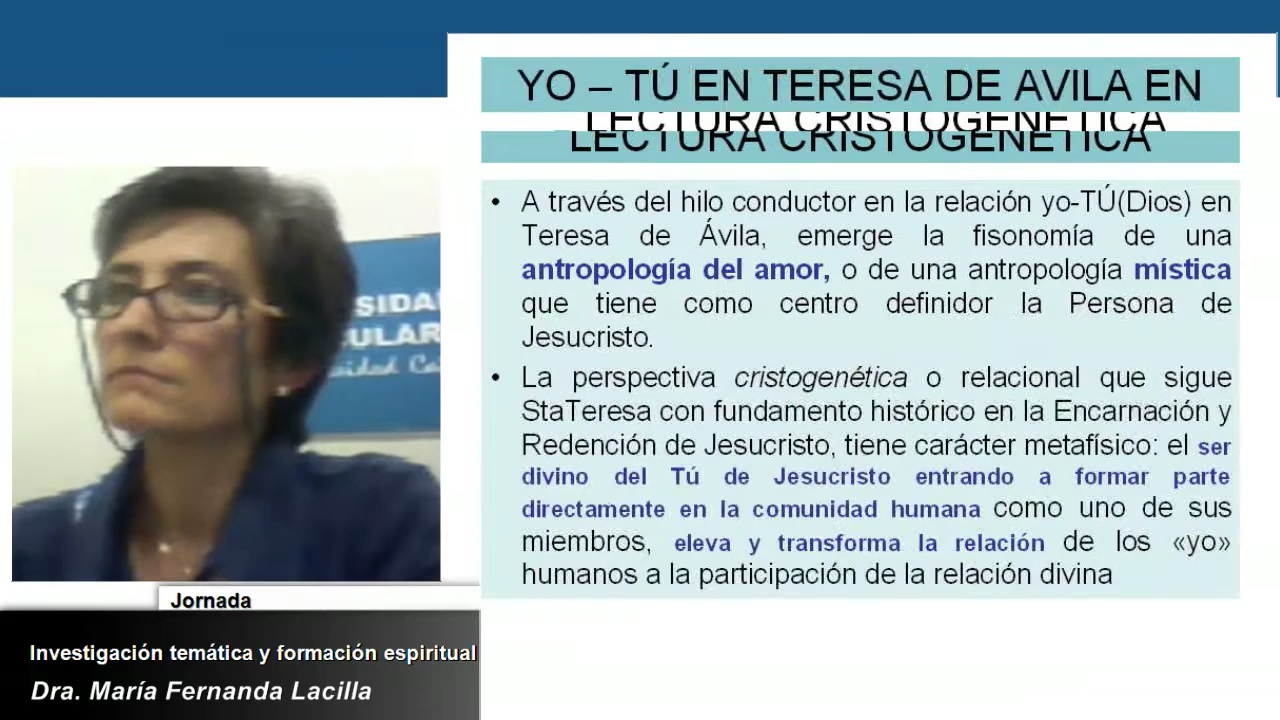 YO – TÚ EN TERESA DE AVILA EN
LECTURA CRISTOGENETICA
LECTURA CRISTOGENETICA
• A través del hilo conductor en la relación yo-TÚ(Dios) en
Teresa de Ávila, emerge la fisonomía de una
antropología del amor, o de una antropología mística
que tiene como centro definidor la Persona de
Jesucristo.
• La perspectiva cristogenética o relacional que sigue
StaTeresa con fundamento histórico en la Encarnación y
Redención de Jesucristo, tiene carácter metafísico: el ser
divino del Tú de Jesucristo entrando a formar parte
directamente en la comunidad humana como uno de sus
miembros, eleva y transforma la relación de los «yo»
humanos a la participación de la relación divina
Jornada
Investigación temática y formación espiritual
Dra. María Fernanda Lacilla